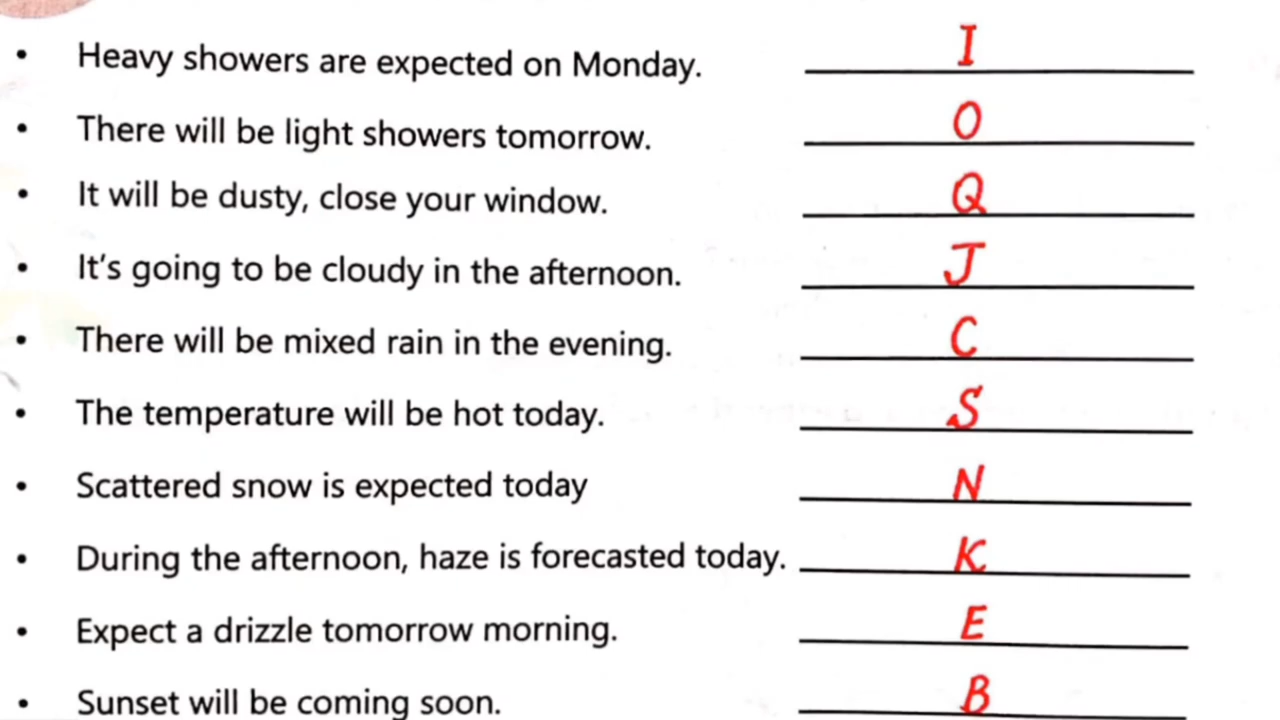 • Heavy showers are expected on Monday. I
• There will be light showers tomorrow. O
• It will be dusty, close your window. Q
• It's going to be cloudy in the afternoon. J
• There will be mixed rain in the evening. C
• The temperature will be hot today. S
• Scattered snow is expected today N
• During the afternoon, haze is forecasted today. K
• Expect a drizzle tomorrow morning. E
• Sunset will be coming soon. B